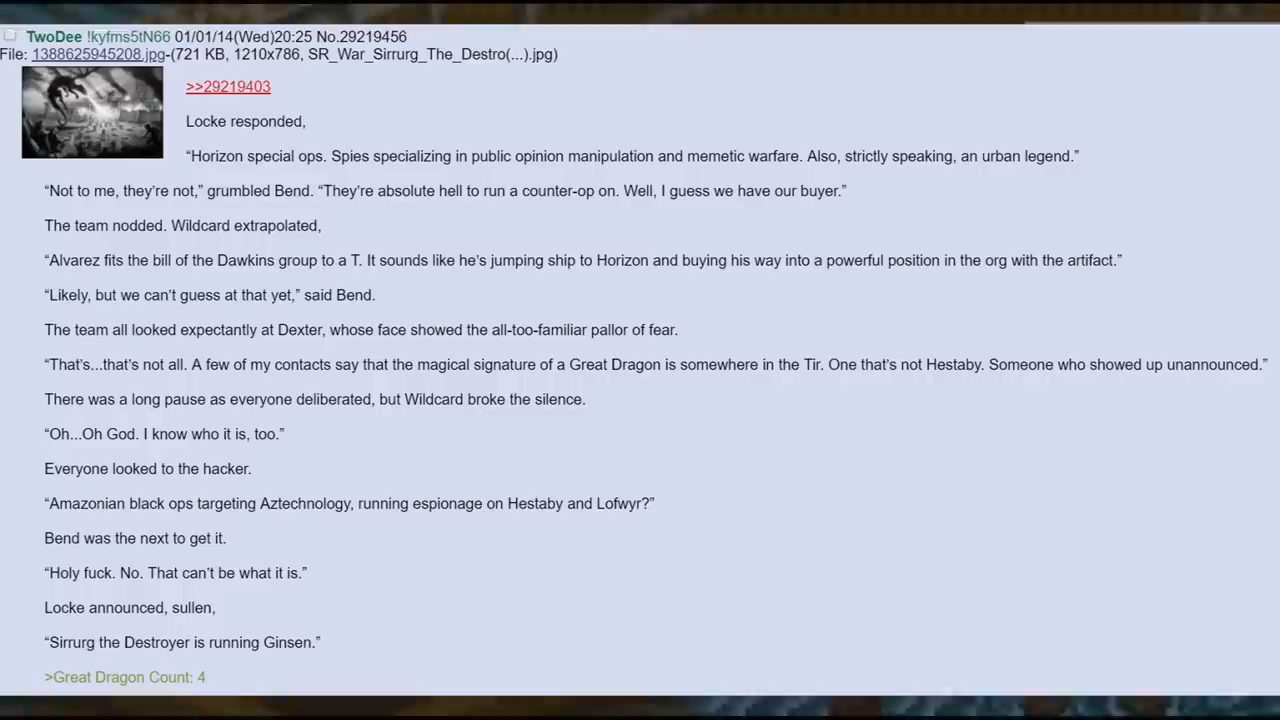 TwoDee !kyfms5tN66 01/01/14(Wed)20:25 No.29219456
File: 1388625945208.jpg-(721 KB, 1210x786, SR_War_Sirrurg_The_Destro(...).jpg)
>>29219403
Locke responded,
“Horizon special ops. Spies specializing in public opinion manipulation and memetic warfare. Also, strictly speaking, an urban legend.”
“Not to me, they’re not,” grumbled Bend. “They’re absolute hell to run a counter-op on. Well, I guess we have our buyer.”
The team nodded. Wildcard extrapolated,
“Alvarez fits the bill of the Dawkins group to a T. It sounds like he’s jumping ship to Horizon and buying his way into a powerful position in the org with the artifact.”
“Likely, but we can’t guess at that yet,” said Bend.
The team all looked expectantly at Dexter, whose face showed the all-too-familiar pallor of fear.
“That’s...that’s not all. A few of my contacts say that the magical signature of a Great Dragon is somewhere in the Tir. One that’s not Hestaby. Someone who showed up unannounced.”
There was a long pause as everyone deliberated, but Wildcard broke the silence.
“Oh...Oh God. I know who it is, too.”
Everyone looked to the hacker.
“Amazonian black ops targeting Aztechnology, running espionage on Hestaby and Lofwyr?”
Bend was the next to get it.
“Holy fuck. No. That can’t be what it is.”
Locke announced, sullen,
“Sirrurg the Destroyer is running Ginsen.”
>Great Dragon Count: 4